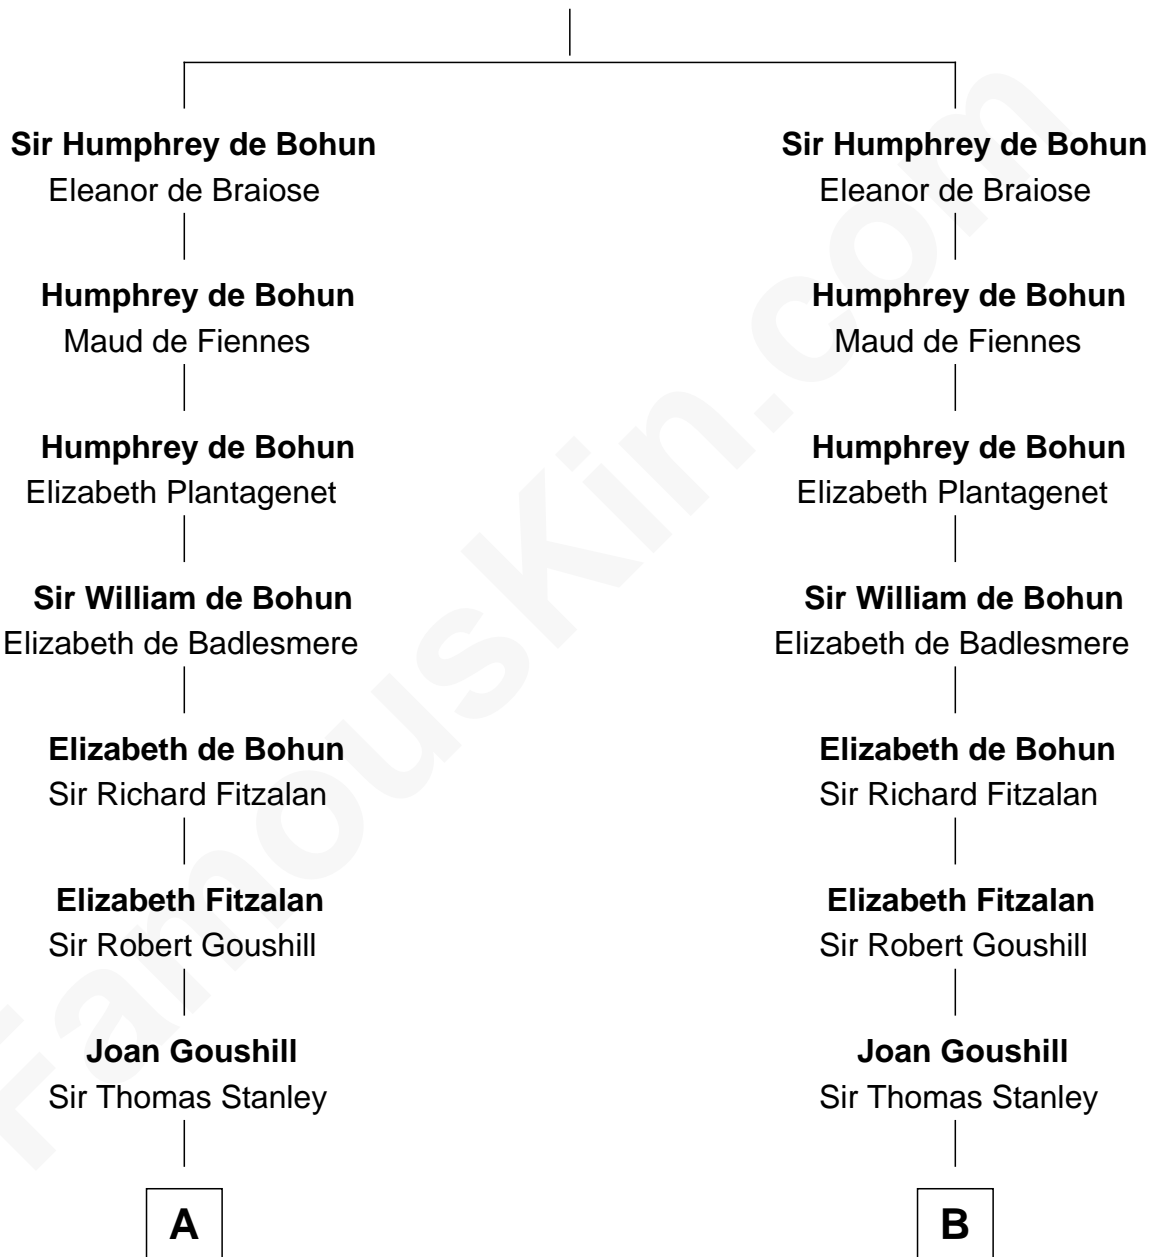 Sir Humphrey de Bohun
Eleanor de Braiose
Humphrey de Bohun
Maud de Fiennes
Humphrey de Bohun
Elizabeth Plantagenet
Sir William de Bohun
Elizabeth de Badlesmere
Elizabeth de Bohun
Sir Richard Fitzalan
Elizabeth Fitzalan
Sir Robert Goushill
Joan Goushill
Sir Thomas Stanley
A
Sir Humphrey de Bohun
Eleanor de Braiose
Humphrey de Bohun
Maud de Fiennes
Humphrey de Bohun
Elizabeth Plantagenet
Sir William de Bohun
Elizabeth de Badlesmere
Elizabeth de Bohun
Sir Richard Fitzalan
Elizabeth Fitzalan
Sir Robert Goushill
Joan Goushill
Sir Thomas Stanley
B
FamousKin.com